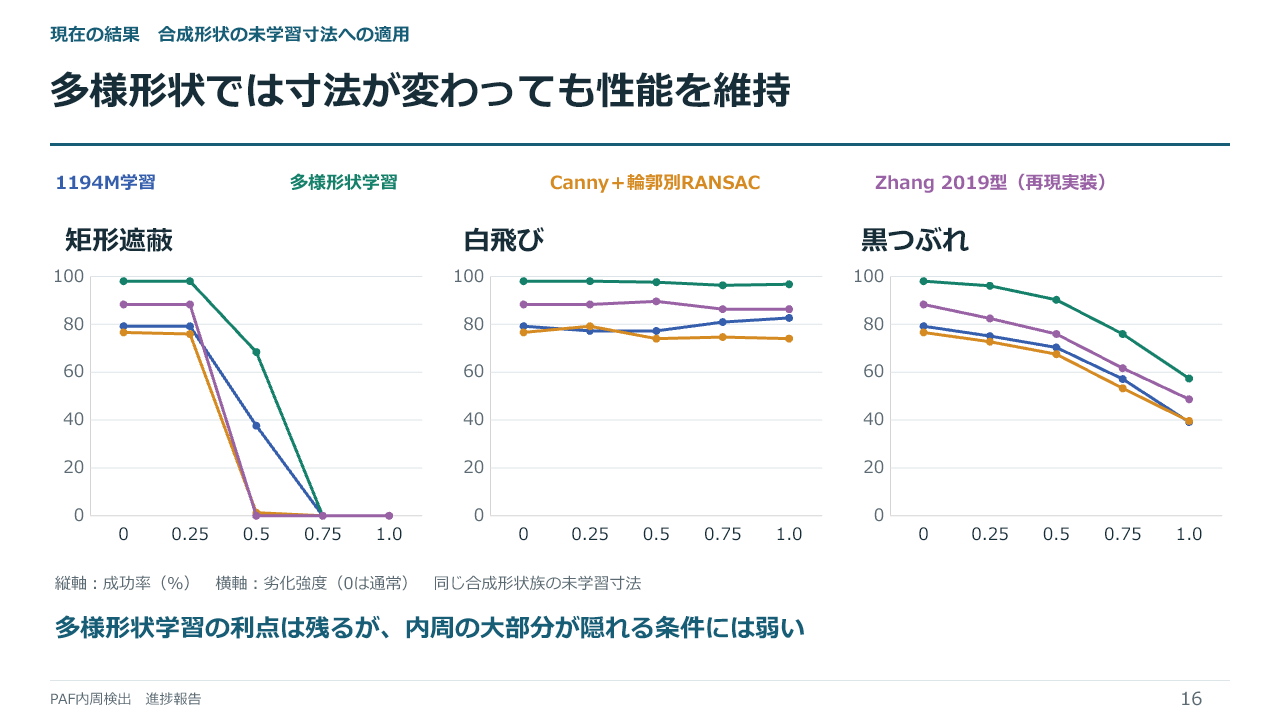 現在の結果　合成形状の未学習寸法への適用
多様形状では寸法が変わっても性能を維持
1194M学習
多様形状学習
Canny＋輪郭別RANSAC
Zhang 2019型（再現実装）
矩形遮蔽
100
80
60
40
20
0
0 0.25 0.5 0.75 1.0
白飛び
100
80
60
40
20
0
0 0.25 0.5 0.75 1.0
黒つぶれ
100
80
60
40
20
0
0 0.25 0.5 0.75 1.0
縦軸：成功率（%）　横軸：劣化強度（0は通常）　同じ合成形状族の未学習寸法
多様形状学習の利点は残るが、内周の大部分が隠れる条件には弱い
PAF内周検出　進捗報告
16